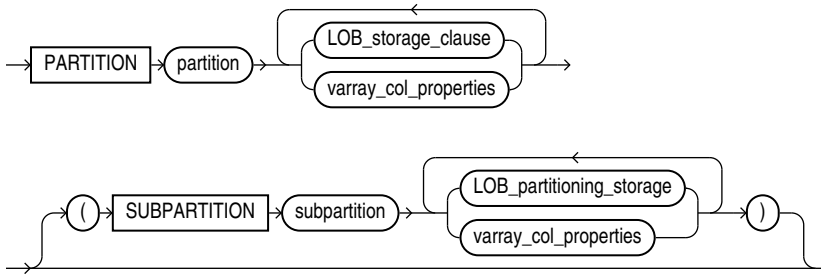 LOB_storage_clause
PARTITION partition
varray_col_properties
LOB_partitioning_storage
( SUBPARTITION subpartition )
varray_col_properties